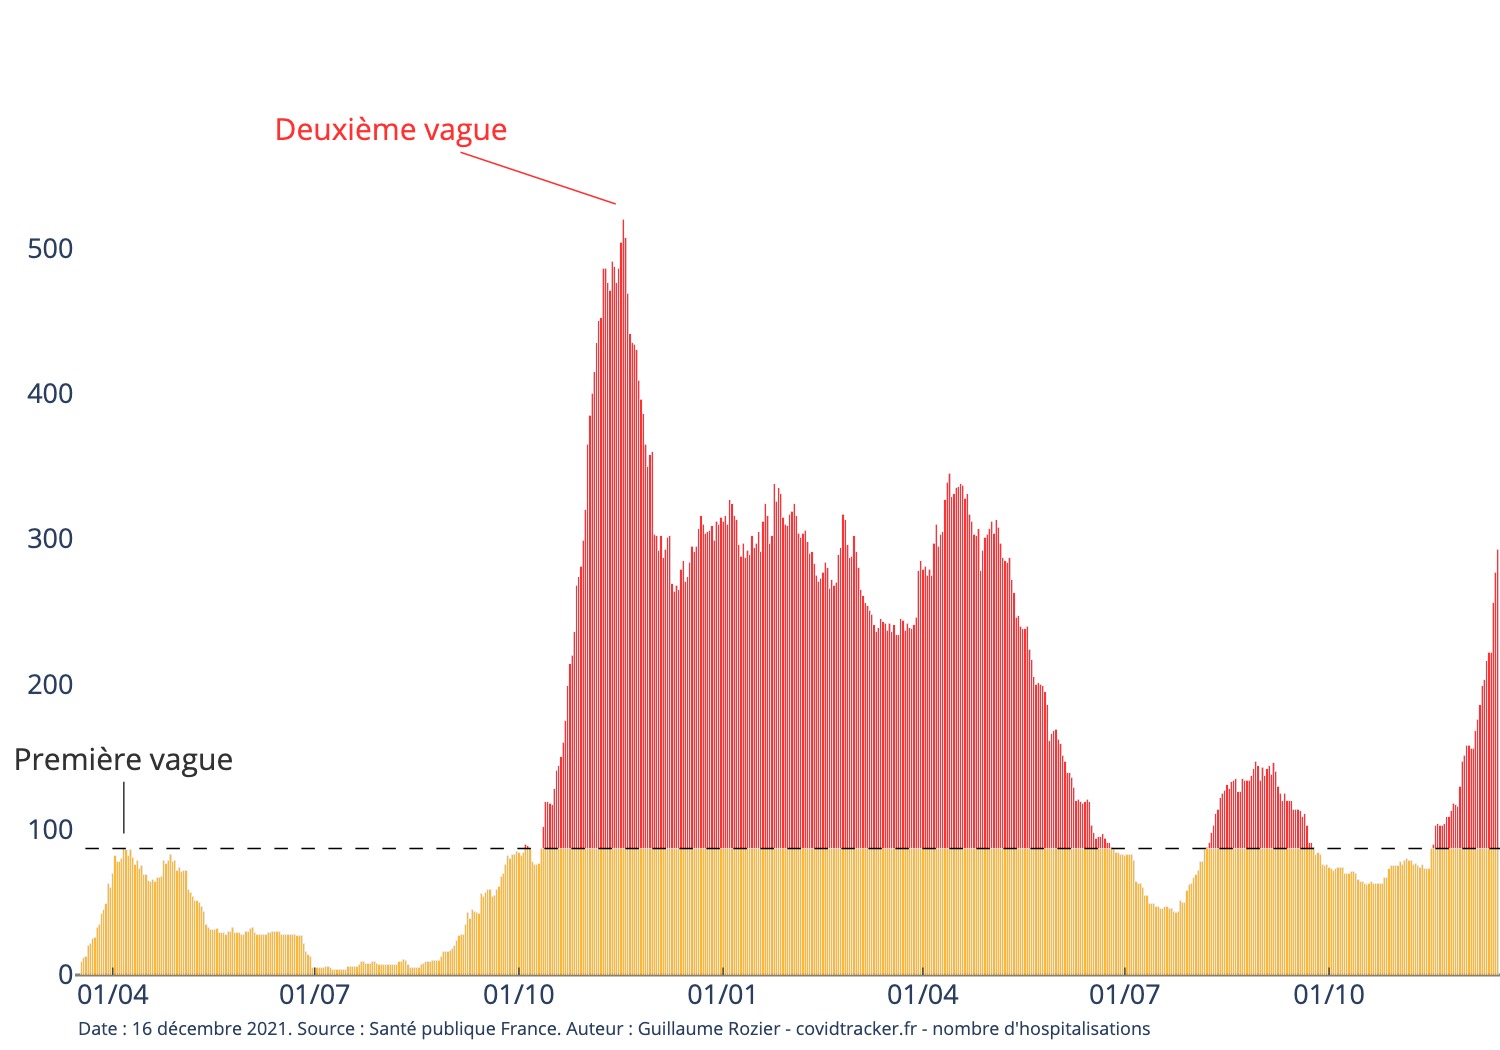 Deuxième vague
500
400
300
200
Première vague
100
0
01/04 01/07 01/10 01/01 01/04 01/07 01/10
Date : 16 décembre 2021. Source : Santé publique France. Auteur : Guillaume Rozier - covidtracker.fr - nombre d'hospitalisations